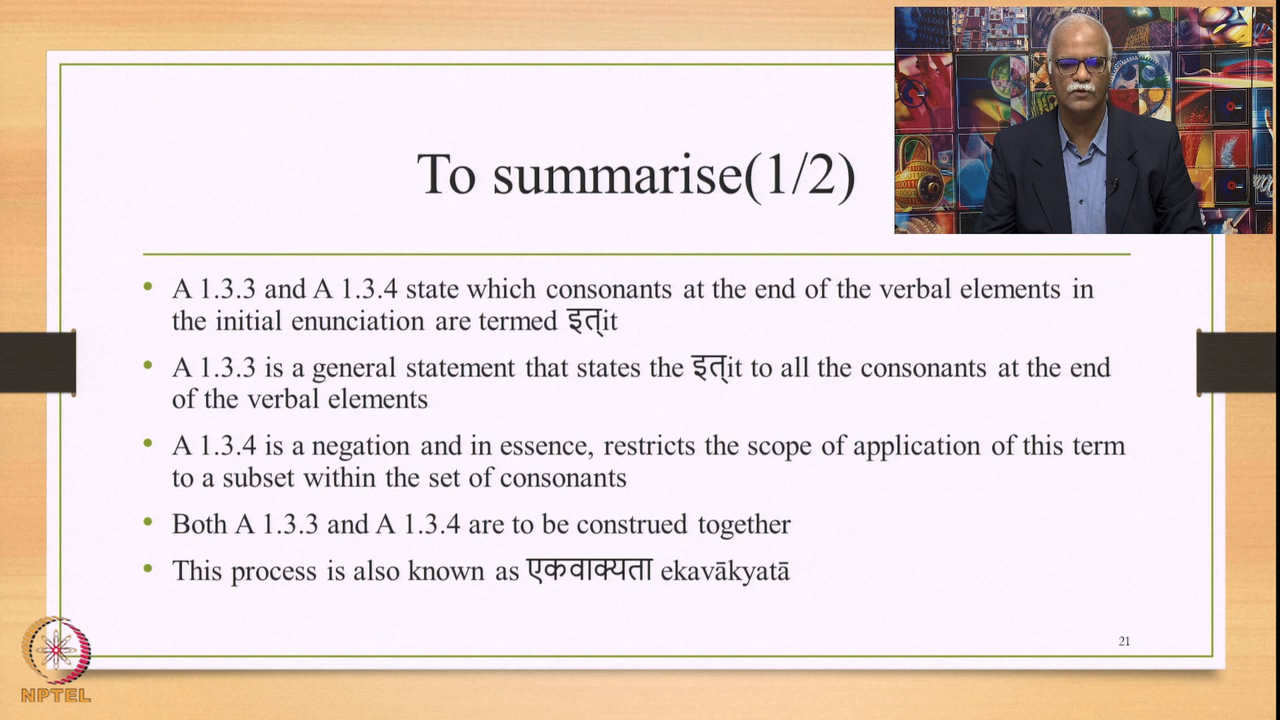 To summarise(1/2)
• A 1.3.3 and A 1.3.4 state which consonants at the end of the verbal elements in
the initial enunciation are termed इत् it
• A 1.3.3 is a general statement that states the इत् it to all the consonants at the end
of the verbal elements
• A 1.3.4 is a negation and in essence, restricts the scope of application of this term
to a subset within the set of consonants
• Both A 1.3.3 and A 1.3.4 are to be construed together
• This process is also known as एकवाक्यता ekavākyatā
21
NPTEL